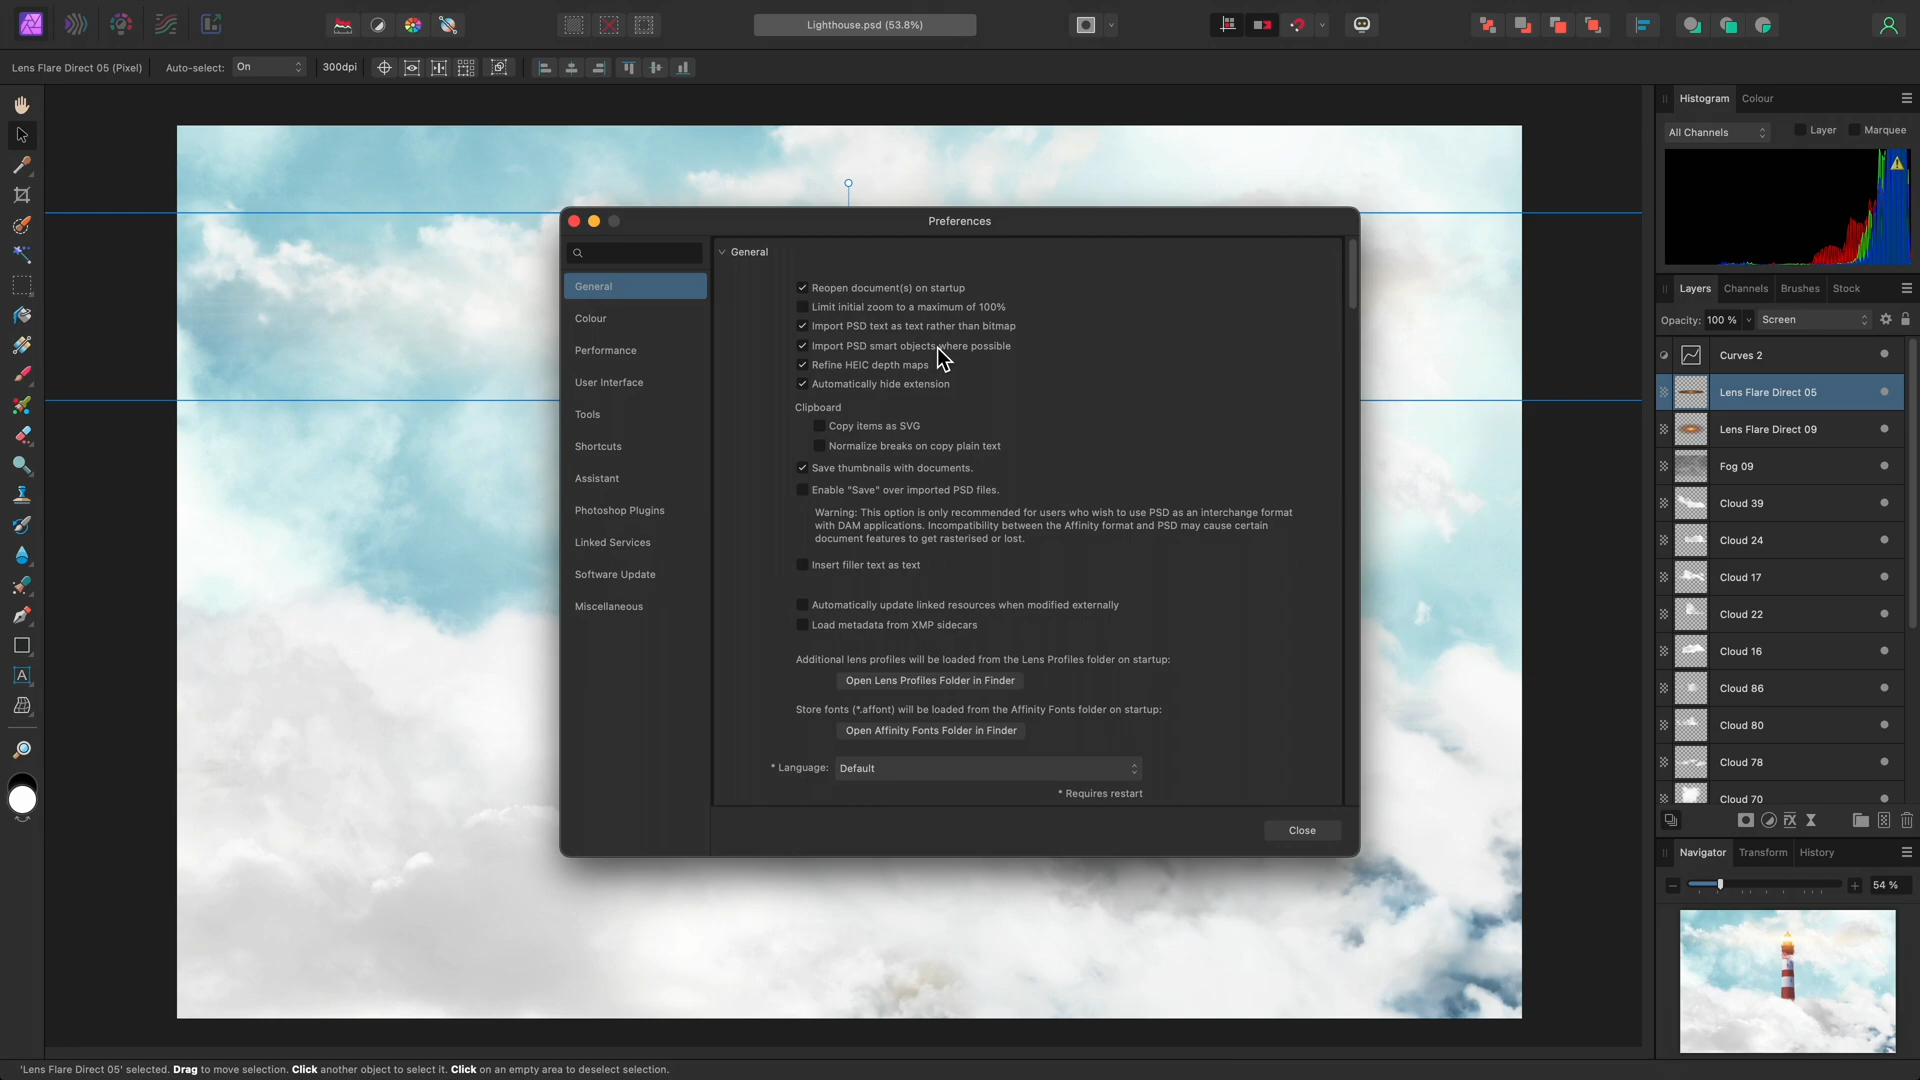 Lighthouse.psd (53.8%)
Lens Flare Direct 05 (Pixel)
Auto-select: On
300dpi
Preferences
General
Colour
Performance
User Interface
Tools
Shortcuts
Assistant
Photoshop Plugins
Linked Services
Software Update
Miscellaneous
General
Reopen document(s) on startup
Limit initial zoom to a maximum of 100%
Import PSD text as text rather than bitmap
Import PSD smart objects where possible
Refine HEIC depth maps
Automatically hide extension
Clipboard
Copy items as SVG
Normalize breaks on copy plain text
Save thumbnails with documents.
Enable "Save" over imported PSD files.
Warning: This option is only recommended for users who wish to use PSD as an interchange format
with DAM applications. Incompatibility between the Affinity format and PSD may cause certain
document features to get rasterised or lost.
Insert filler text as text
Automatically update linked resources when modified externally
Load metadata from XMP sidecars
Additional lens profiles will be loaded from the Lens Profiles folder on startup:
Open Lens Profiles Folder in Finder
Store fonts (*.affont) will be loaded from the Affinity Fonts folder on startup:
Open Affinity Fonts Folder in Finder
* Language: Default
* Requires restart
Close
Histogram Colour
All Channels Layer Marquee
Layers Channels Brushes Stock
Opacity: 100 % Screen
Curves 2
Lens Flare Direct 05
Lens Flare Direct 09
Fog 09
Cloud 39
Cloud 24
Cloud 17
Cloud 22
Cloud 16
Cloud 86
Cloud 80
Cloud 78
Cloud 70
Navigator Transform History
54 %
'Lens Flare Direct 05' selected. Drag to move selection. Click another object to select it. Click on an empty area to deselect selection.